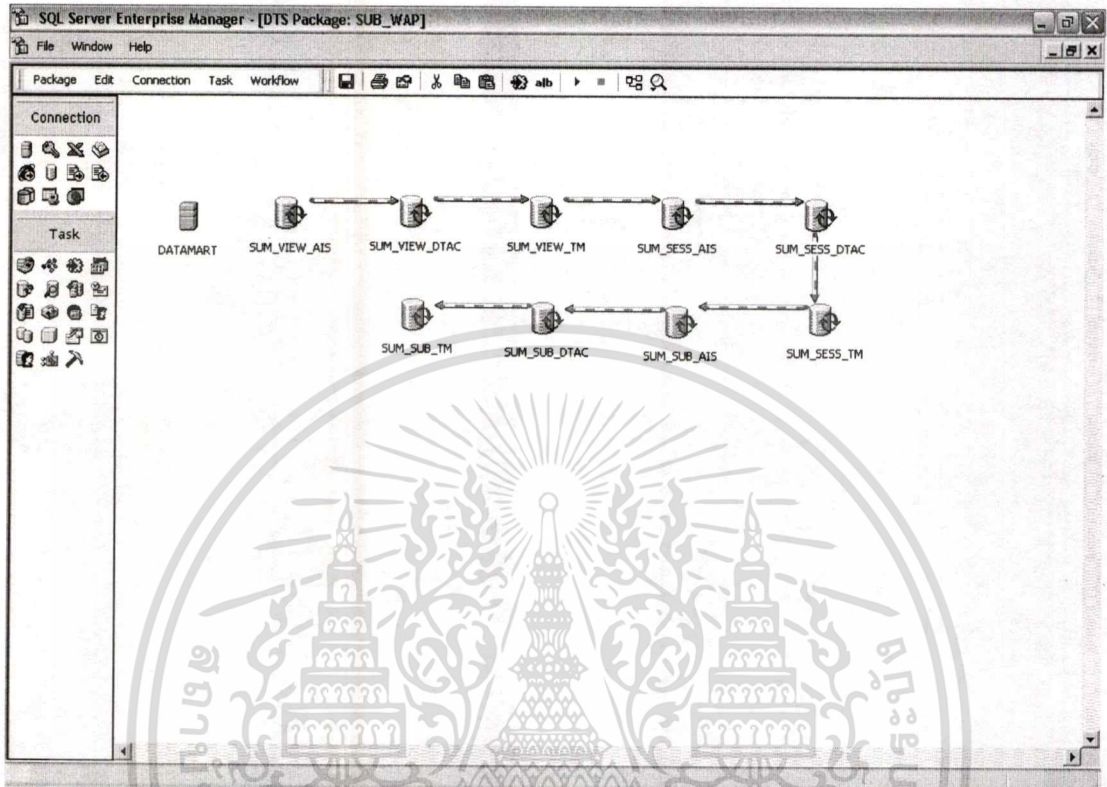 SQL Server Enterprise Manager - [DTS Package: SUB_WAP]
File Window Help
Package Edit Connection Task Workflow alb
Connection
Task
DATAMART
SUM_VIEW_AIS
SUM_VIEW_DTAC
SUM_VIEW_TM
SUM_SESS_AIS
SUM_SESS_DTAC
SUM_SUB_TM
SUM_SUB_DTAC
SUM_SUB_AIS
SUM_SESS_TM